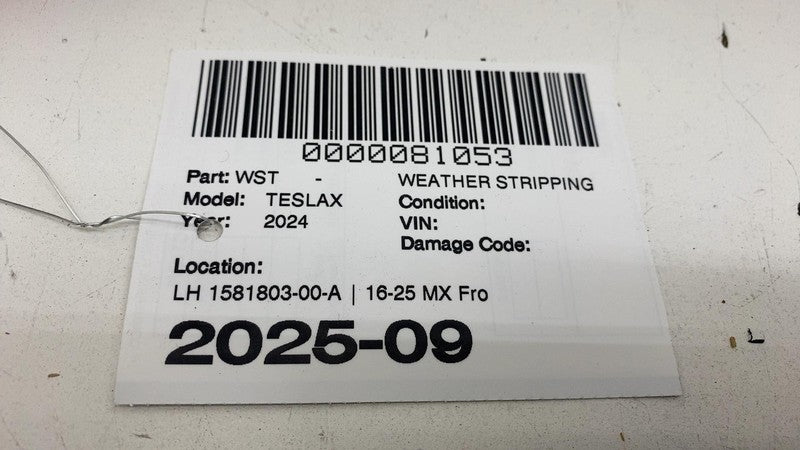 0000081053
Part: WST - WEATHER STRIPPING
Model: TESLAX Condition:
Year: 2024 VIN:
Damage Code:
Location:
LH 1581803-00-A | 16-25 MX Fro
2025-09